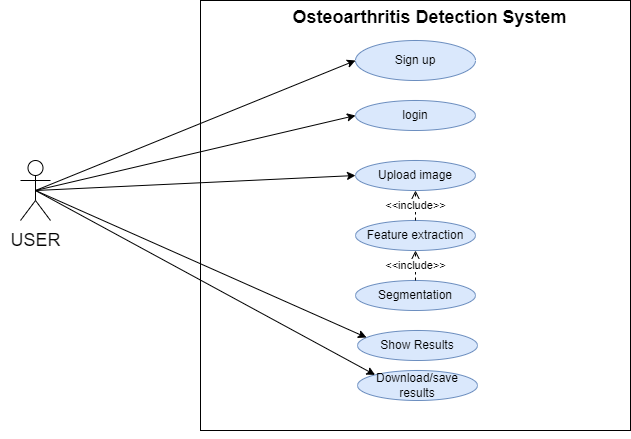 Osteoarthritis Detection System
Sign up
login
Upload image
<<include>>
Feature extraction
<<include>>
Segmentation
Show Results
Download/save
results
USER